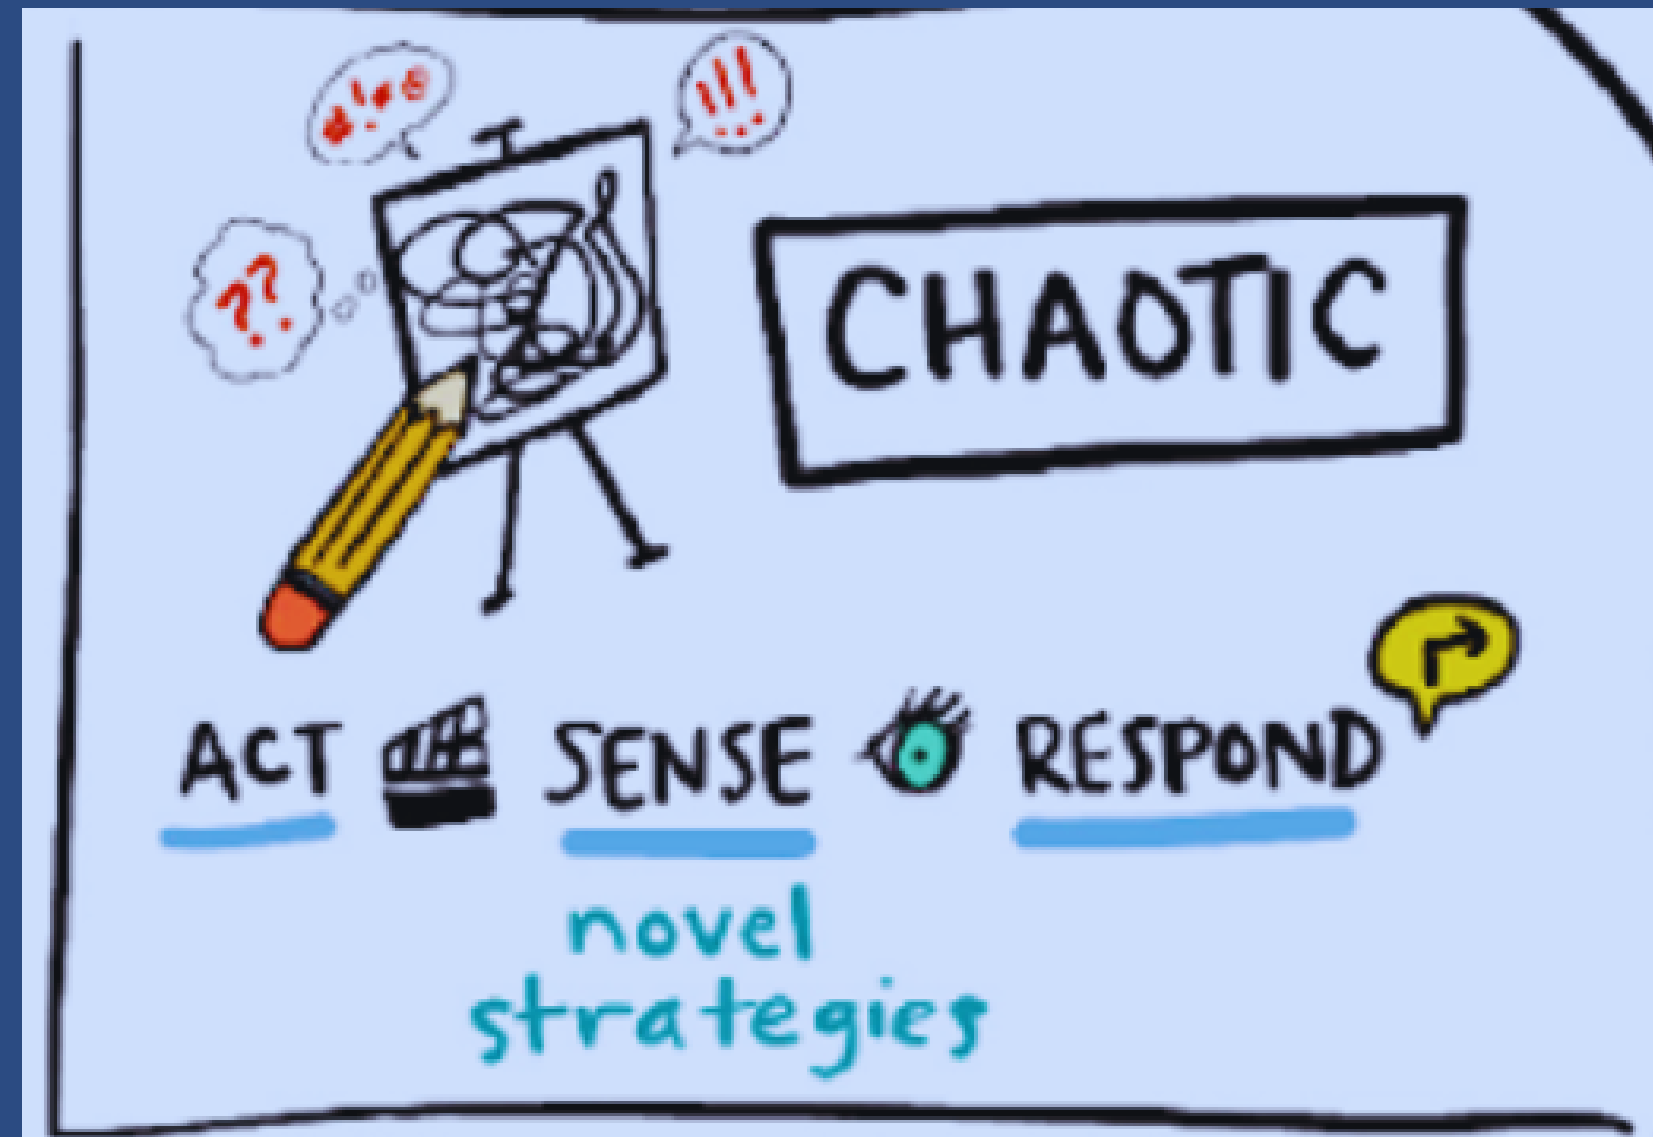 #!*@
!!!
??
CHAOTIC
ACT SENSE RESPOND
novel
strategies